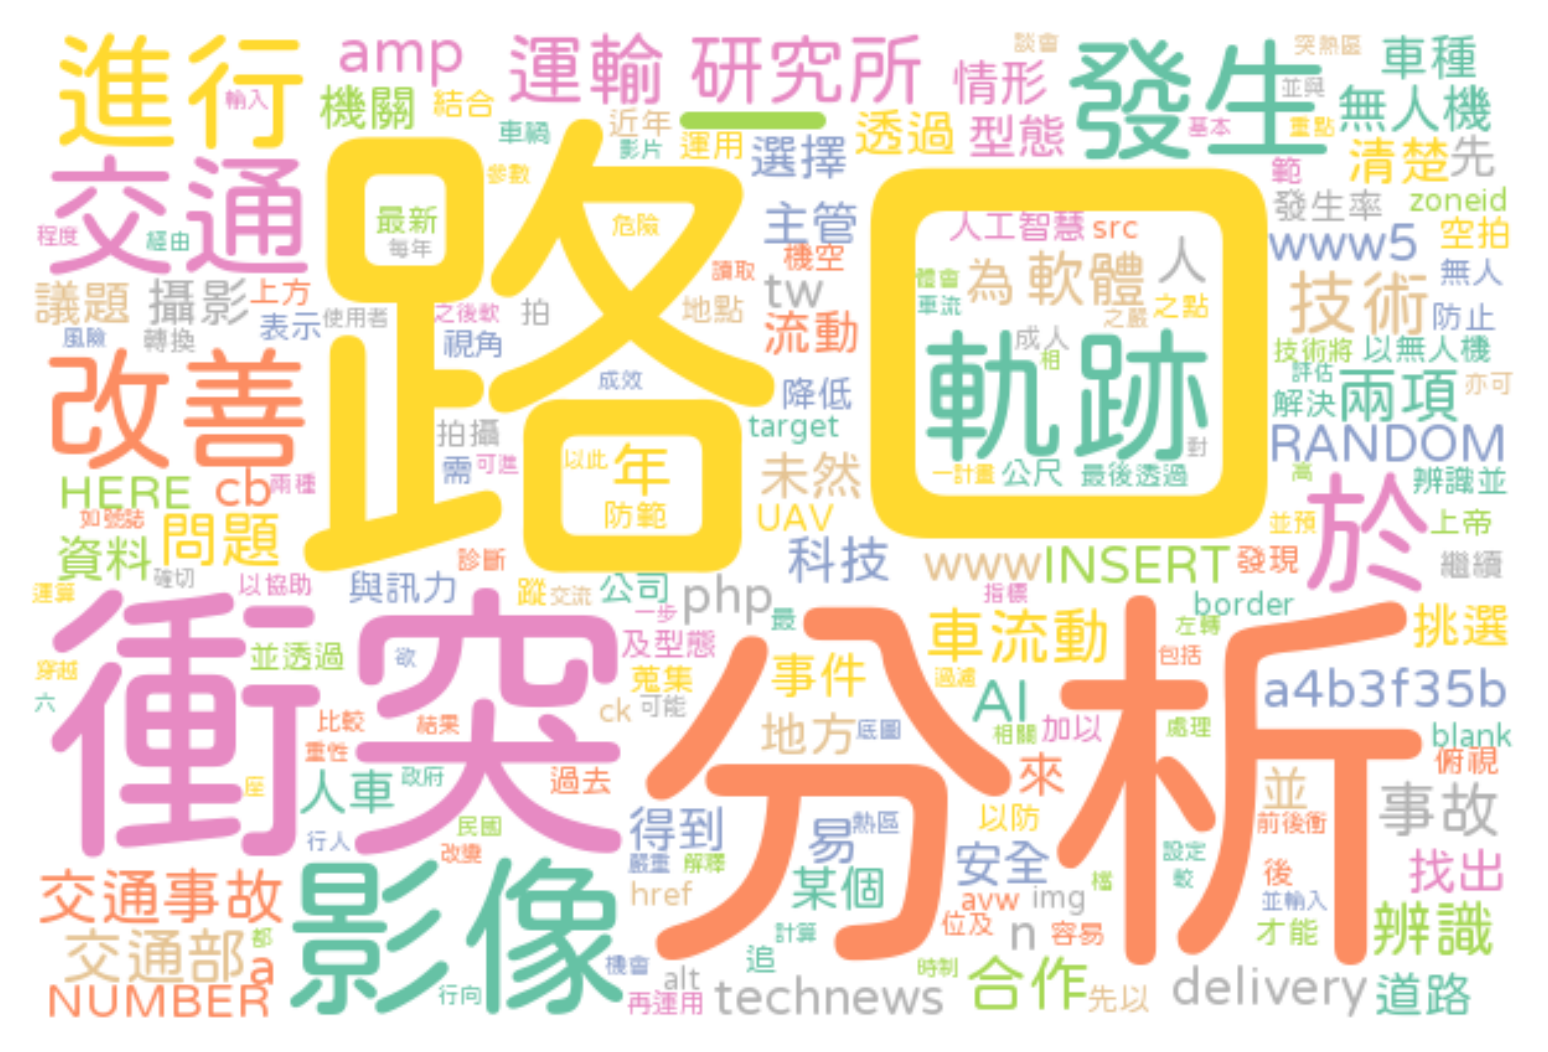 進行
輸入
amp
機關
結合
運輸
研究所
談會
情形
發生
突熱區
並與
車種
無人機
車禍
近年
影片
運用
選擇
透過
型態
基本
重點
清楚
先
交通
程度
經由
路口
最新
每年
參數
危險
主管
機空
讀取
tw
人工智慧
src
範
發生率
zoneid
www5
空拍
議題
攝影
上方
風險
轉換
表示
使用者
之後軟
視角
拍
地點
流動
體會
車流
為
軟體
人
之嚴
之點
技術
無人
防止
改善
成效
降低
target
成人
相
軌跡
對
技術將
以無人機
評估
解決
兩項
亦可
RANDOM
拍攝
需
可進
以此
年
防範
未然
UAV
一計畫
公尺
最後透過
高
辨識並
HERE
cb
兩種
如號誌
問題
資料
確切
運算
以協助
診斷
與訊力
蹤
交流
公司
php
科技
www
INSERT
發現
並預
於
上帝
繼續
指標
border
左轉
挑選
衝突
穿越
六
並透過
欲
一步
及型態
最
分析
車流動
包括
比較
重性
結果
蒐集
ck
可能
事件
過濾
AI
相關
加以
處理
a4b3f35b
地方
底圖
blank
俯視
座
人車
政府
過去
行人
民國
改變
得到
嚴重
解釋
易
熱區
來
以防
並
前後衝
事故
交通事故
交通部
都
a
NUMBER
影像
行向
href
某個
安全
設定
較
檔
後
並輸入
找出
avw
img
位及
n
容易
才能
辨識
機會
alt
再運用
追
計算
technews
時制
合作
先以
delivery
道路